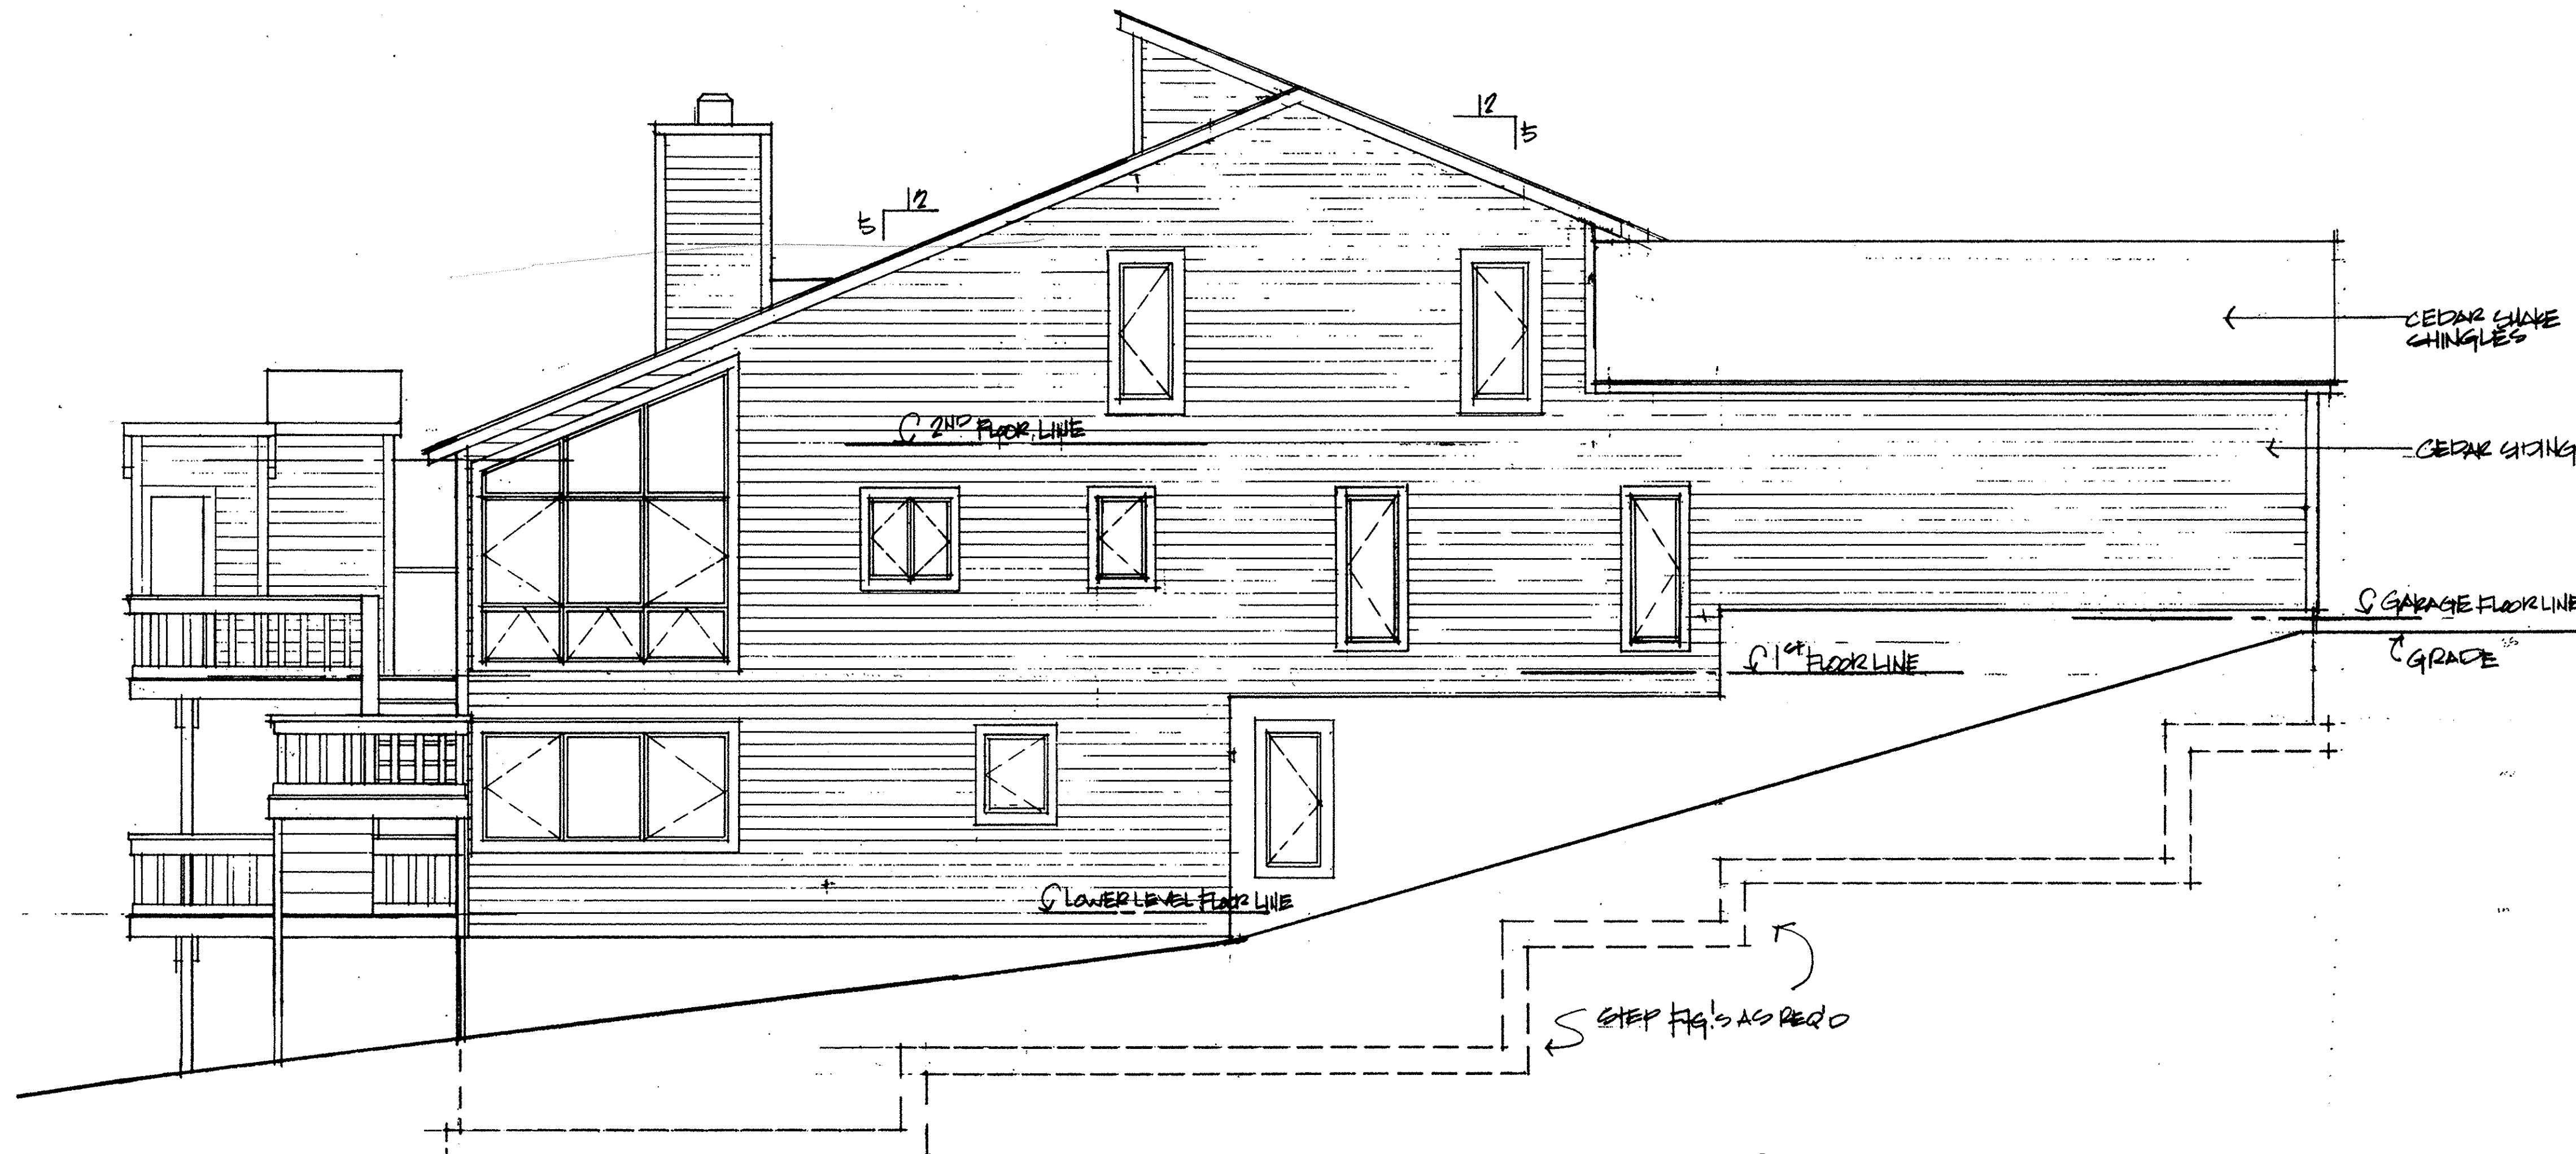 12
5
12
5
CEDAR SHAKE
SHINGLES
2ND FLOOR LINE
CEDAR SIDING
GARAGE FLOOR LINE
1ST FLOOR LINE
GRADE
LOWER LEVEL FLOOR LINE
STEP FTG.'S AS REQ'D